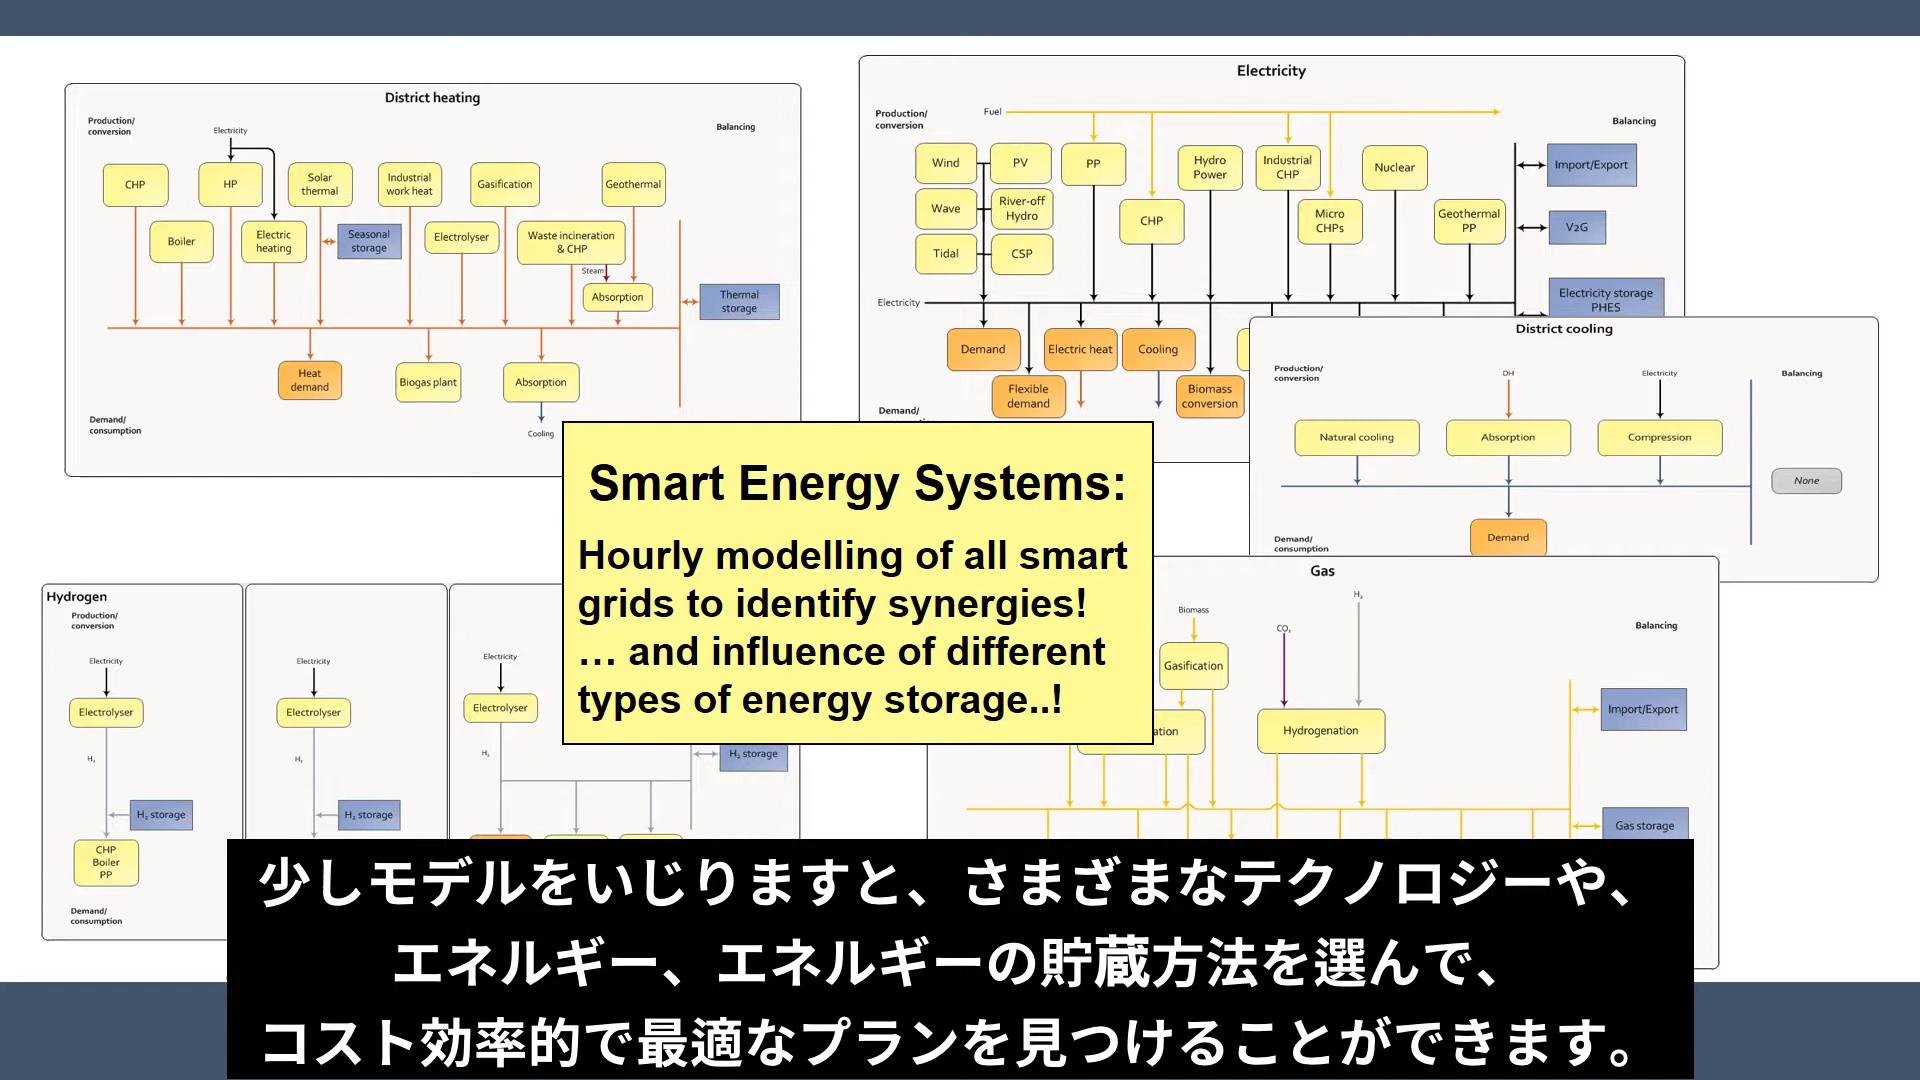 District heating
Production/
conversion
Electricity
Balancing
CHP
HP
Solar
thermal
Industrial
work heat
Gasification
Geothermal
Boiler
Electric
heating
Seasonal
storage
Electrolyser
Waste incineration
& CHP
Steam
Absorption
Thermal
storage
Heat
demand
Biogas plant
Absorption
Cooling
Demand/
consumption
Electricity
Production/
conversion
Fuel
Balancing
Wind
PV
PP
Hydro
Power
Industrial
CHP
Nuclear
Import/Export
Wave
River-off
Hydro
CHP
Micro
CHPs
Geothermal
PP
V2G
Tidal
CSP
Electricity storage
PHES
Electricity
Demand
Electric heat
Cooling
Flexible
demand
Biomass
conversion
Demand/
District cooling
Production/
conversion
DH
Electricity
Balancing
Natural cooling
Absorption
Compression
None
Demand
Demand/
consumption
Smart Energy Systems:
Hourly modelling of all smart
grids to identify synergies!
… and influence of different
types of energy storage..!
Hydrogen
Production/
conversion
Electricity
Electrolyser
H₂
H₂ storage
CHP
Boiler
PP
Demand/
consumption
Electricity
Electrolyser
H₂
H₂ storage
Electricity
Electrolyser
H₂
H₂ storage
Gas
Biomass
CO₂
H₂
Balancing
Gasification
ation
Hydrogenation
Import/Export
Gas storage
少しモデルをいじりますと、さまざまなテクノロジーや、
エネルギー、エネルギーの貯蔵方法を選んで、
コスト効率的で最適なプランを見つけることができます。